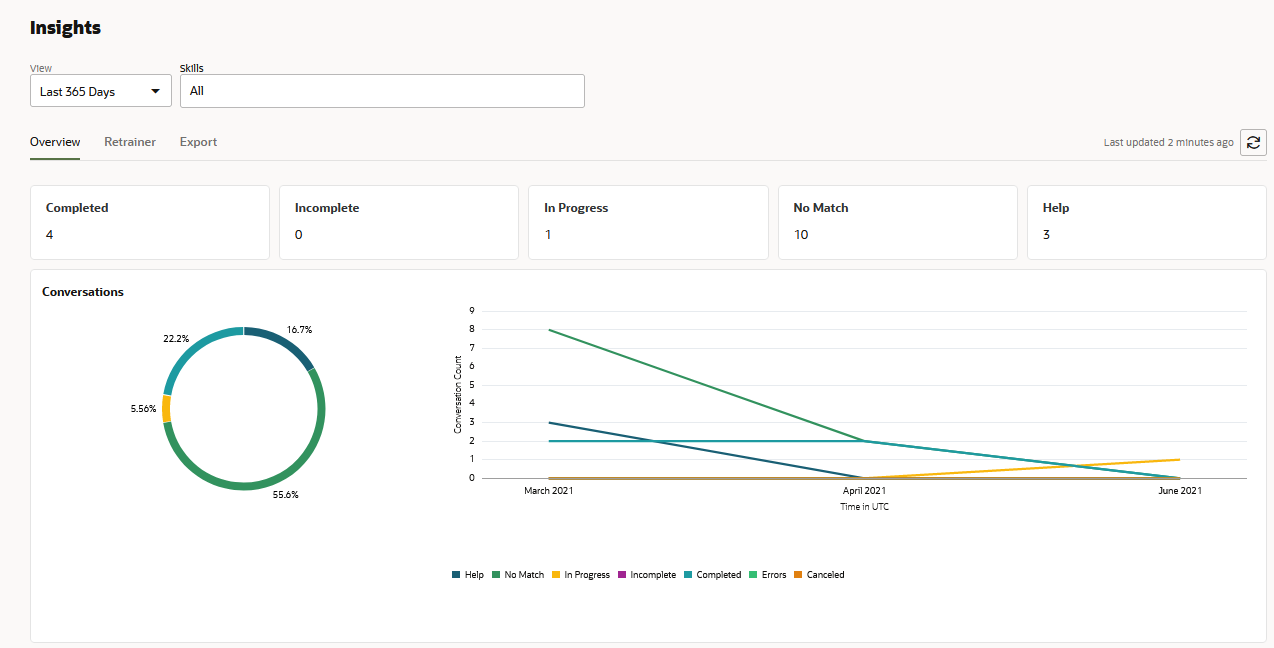 Insights
View
Skills
Last 365 Days
All
Overview Retrainer Export
Last updated 2 minutes ago
Completed
4
Incomplete
0
In Progress
1
No Match
10
Help
3
Conversations
16.7%
22.2%
5.56%
55.6%
Conversation Count
9
8
7
6
5
4
3
2
1
0
March 2021 April 2021 June 2021
Time in UTC
Help No Match In Progress Incomplete Completed Errors Canceled